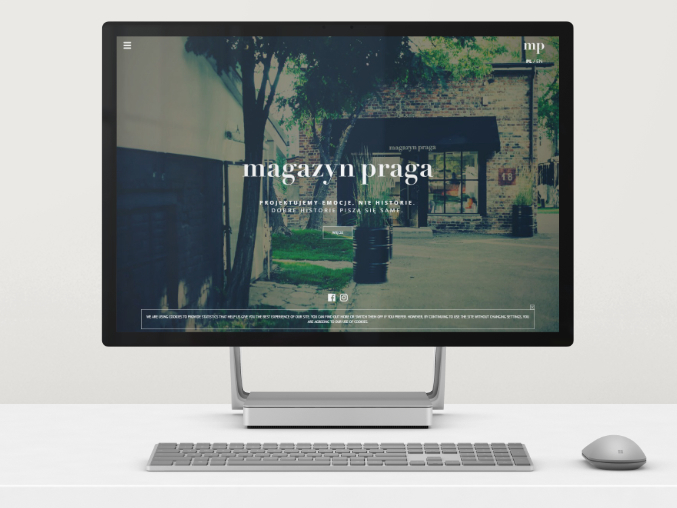 mp
PL / EN
magazyn praga
magazyn praga
PROJEKTUJEMY EMOCJE, NIE HISTORIE.
DOBRE HISTORIE PISZĄ SIĘ SAME.
18
WE ARE USING COOKIES TO PROVIDE STATISTICS THAT HELP US GIVE YOU THE BEST EXPERIENCE OF OUR SITE. YOU CAN FIND OUT MORE OR SWITCH THEM OFF IF YOU PREFER. HOWEVER, BY CONTINUING TO USE THE SITE WITHOUT CHANGING SETTINGS, YOU
ARE AGREEING TO OUR USE OF COOKIES.